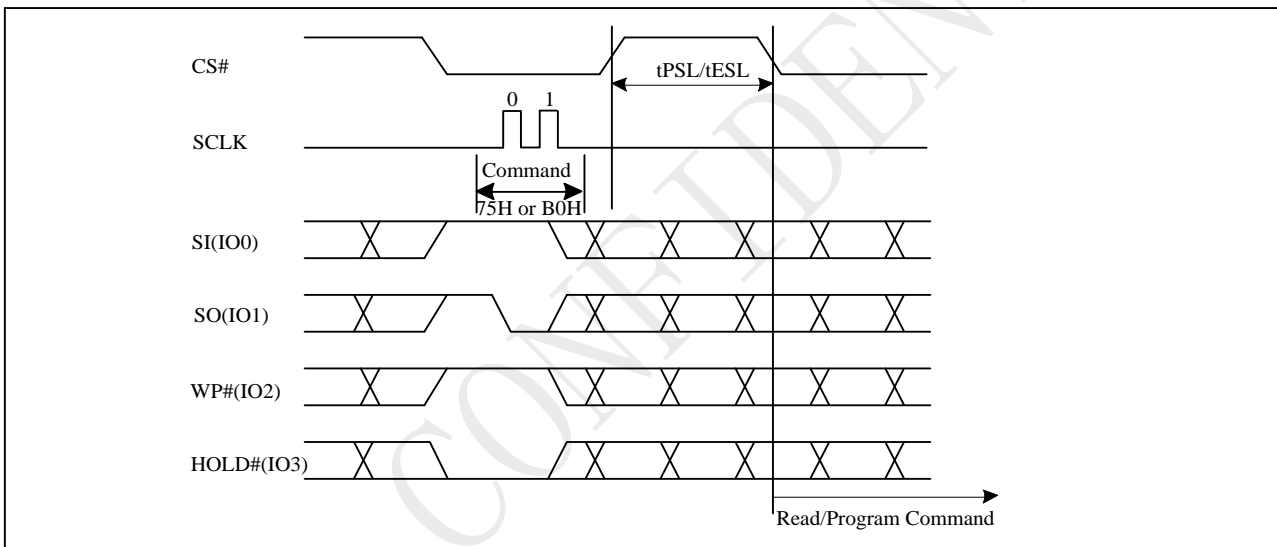 CS#
tPSL/tESL
0 1
SCLK
Command
75H or B0H
SI(IO0)
SO(IO1)
WP#(IO2)
HOLD#(IO3)
Read/Program Command
CONFIDEN